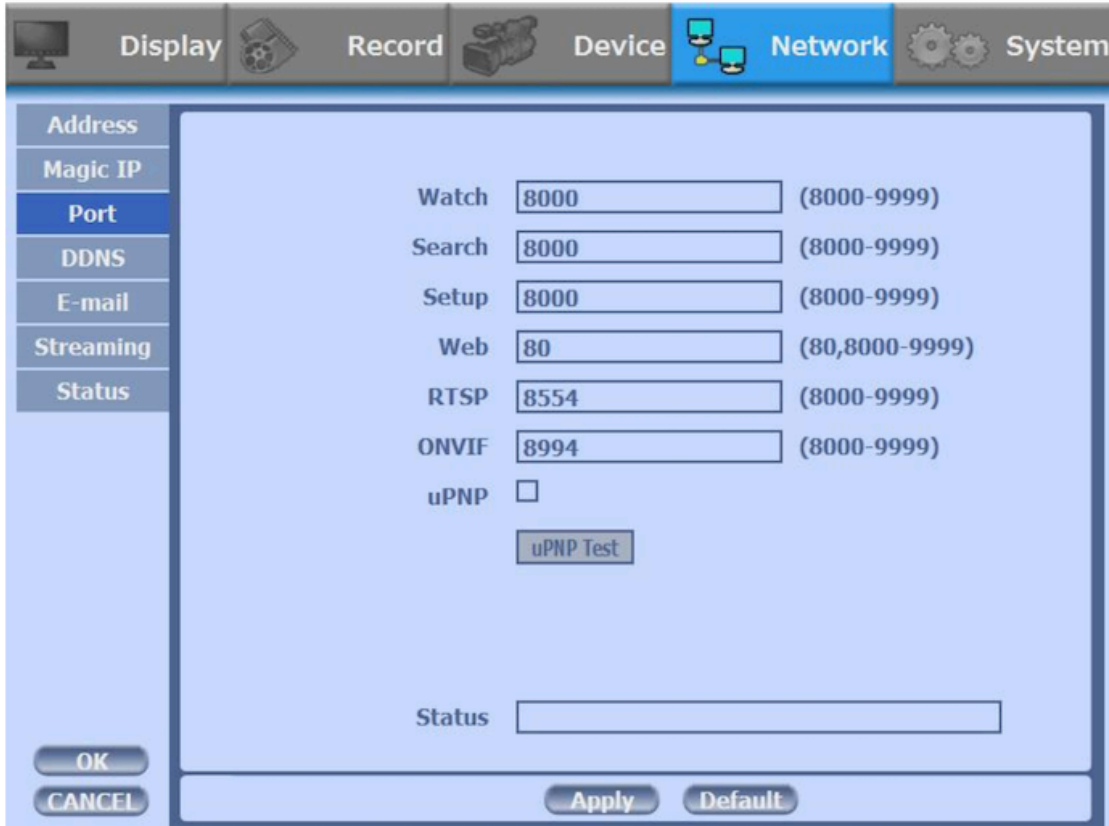 Display Record Device Network System
Address
Magic IP
Port
DDNS
E-mail
Streaming
Status
Watch 8000 (8000-9999)
Search 8000 (8000-9999)
Setup 8000 (8000-9999)
Web 80 (80,8000-9999)
RTSP 8554 (8000-9999)
ONVIF 8994 (8000-9999)
uPNP
uPNP Test
Status
OK
CANCEL
Apply Default